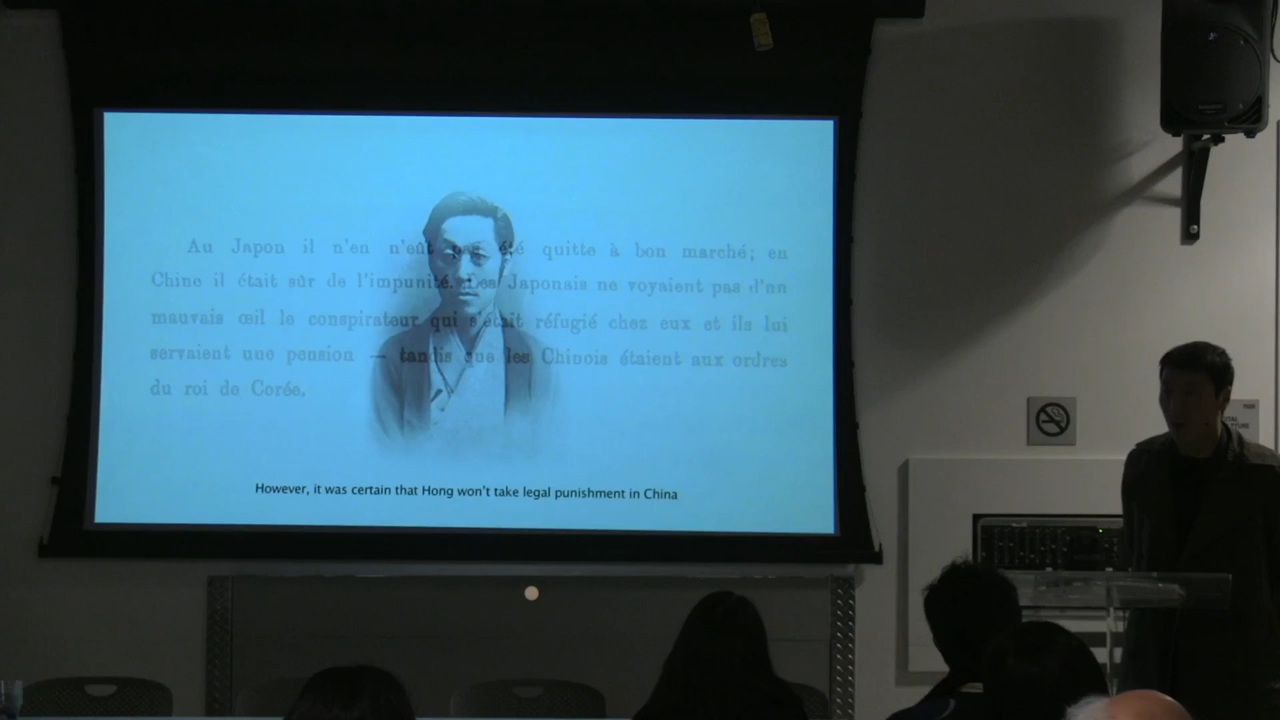 Au Japon il n'en n'eût pas été quitte à bon marché; en
Chine il était sûr de l'impunité. Les Japonais ne voyaient pas d'un
mauvais œil le conspirateur qui s'était réfugié chez eux et ils lui
servaient une pension — tandis que les Chinois étaient aux ordres
du roi de Corée.
However, it was certain that Hong won't take legal punishment in China